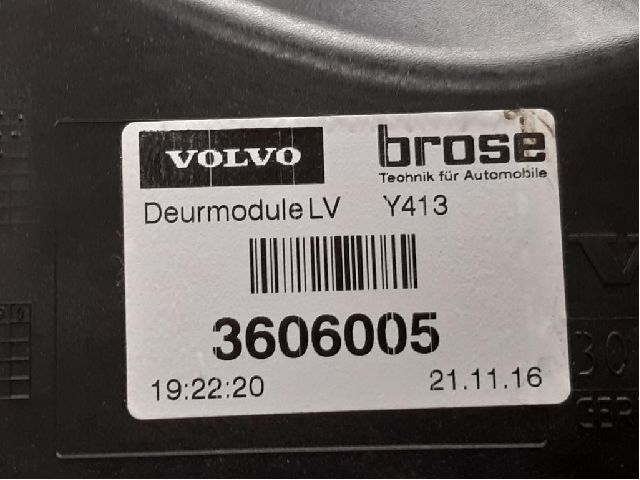 VOLVO brose
Technik für Automobile
Deurmodule LV Y413
3606005
19:22:20 21.11.16